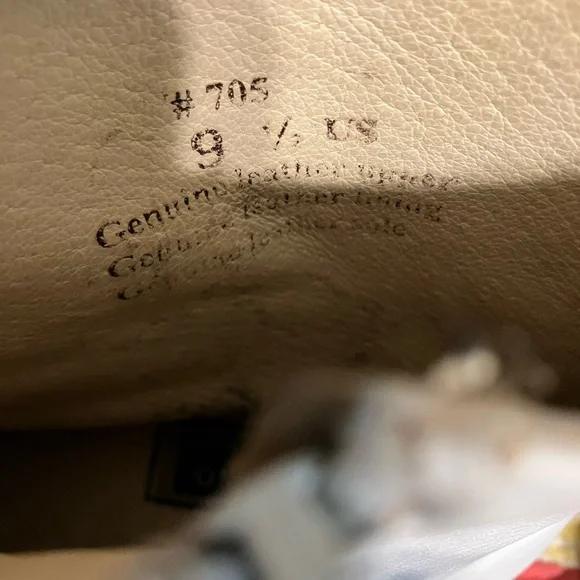 # 705
9 ½ US
Genuine leather upper
Genuine leather lining
Genuine leather sole